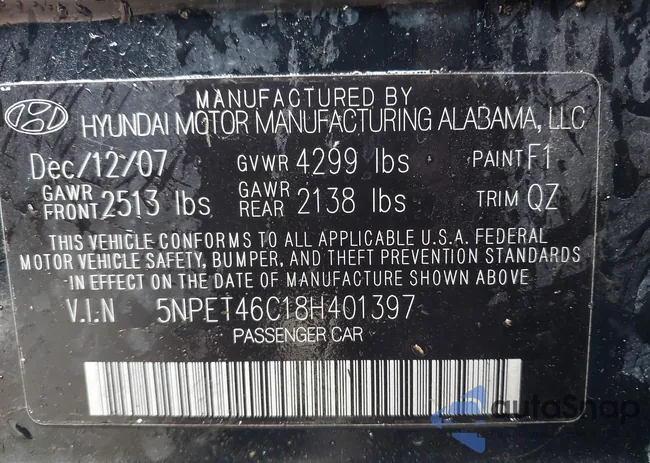 MANUFACTURED BY
HYUNDAI MOTOR MANUFACTURING ALABAMA, LLC
Dec/12/07 GVWR 4299 lbs PAINT F1
GAWR FRONT 2513 lbs GAWR REAR 2138 lbs TRIM QZ
THIS VEHICLE CONFORMS TO ALL APPLICABLE U.S.A. FEDERAL
MOTOR VEHICLE SAFETY, BUMPER, AND THEFT PREVENTION STANDARDS
IN EFFECT ON THE DATE OF MANUFACTURE SHOWN ABOVE.
V.I.N 5NPET46C18H401397
PASSENGER CAR
autoSnap